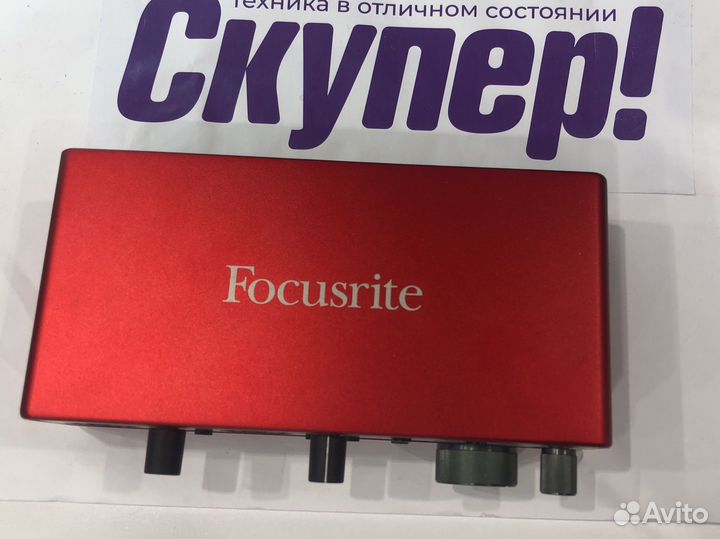 техника в отличном состоянии
Скупер!
Focusrite
Avito